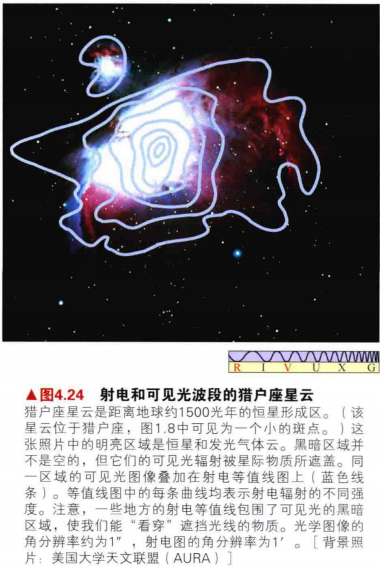 R I V U X G
▲图4.24 射电和可见光波段的猎户座星云
猎户座星云是距离地球约1500光年的恒星形成区。（该
星云位于猎户座，图1.8中可见为一个小的斑点。）这
张照片中的明亮区域是恒星和发光气体云。黑暗区域并
不是空的，但它们的可见光辐射被星际物质所遮盖。同
一区域的可见光图像叠加在射电等值线图上（蓝色线
条）。等值线图中的每条曲线均表示射电辐射的不同强
度。注意，一些地方的射电等值线包围了可见光的黑暗
区域，使我们能“看穿”遮挡光线的物质。光学图像的
角分辨率约为1″，射电图的角分辨率为1′。［背景照
片：美国大学天文联盟（AURA）］